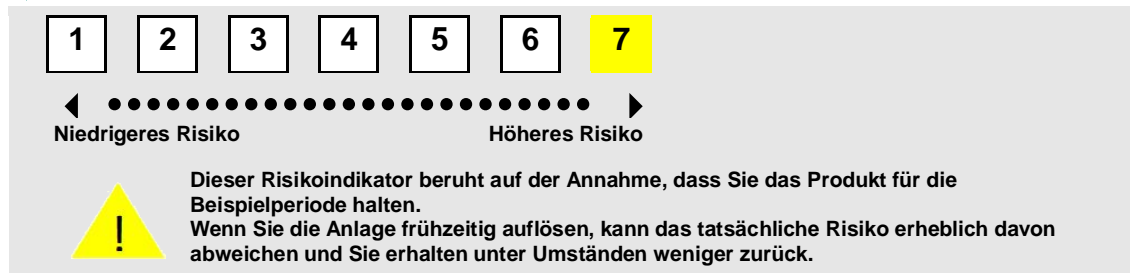 1 2 3 4 5 6 7
Niedrigeres Risiko Höheres Risiko
Dieser Risikoindikator beruht auf der Annahme, dass Sie das Produkt für die
Beispielperiode halten.
Wenn Sie die Anlage frühzeitig auflösen, kann das tatsächliche Risiko erheblich davon
abweichen und Sie erhalten unter Umständen weniger zurück.
!